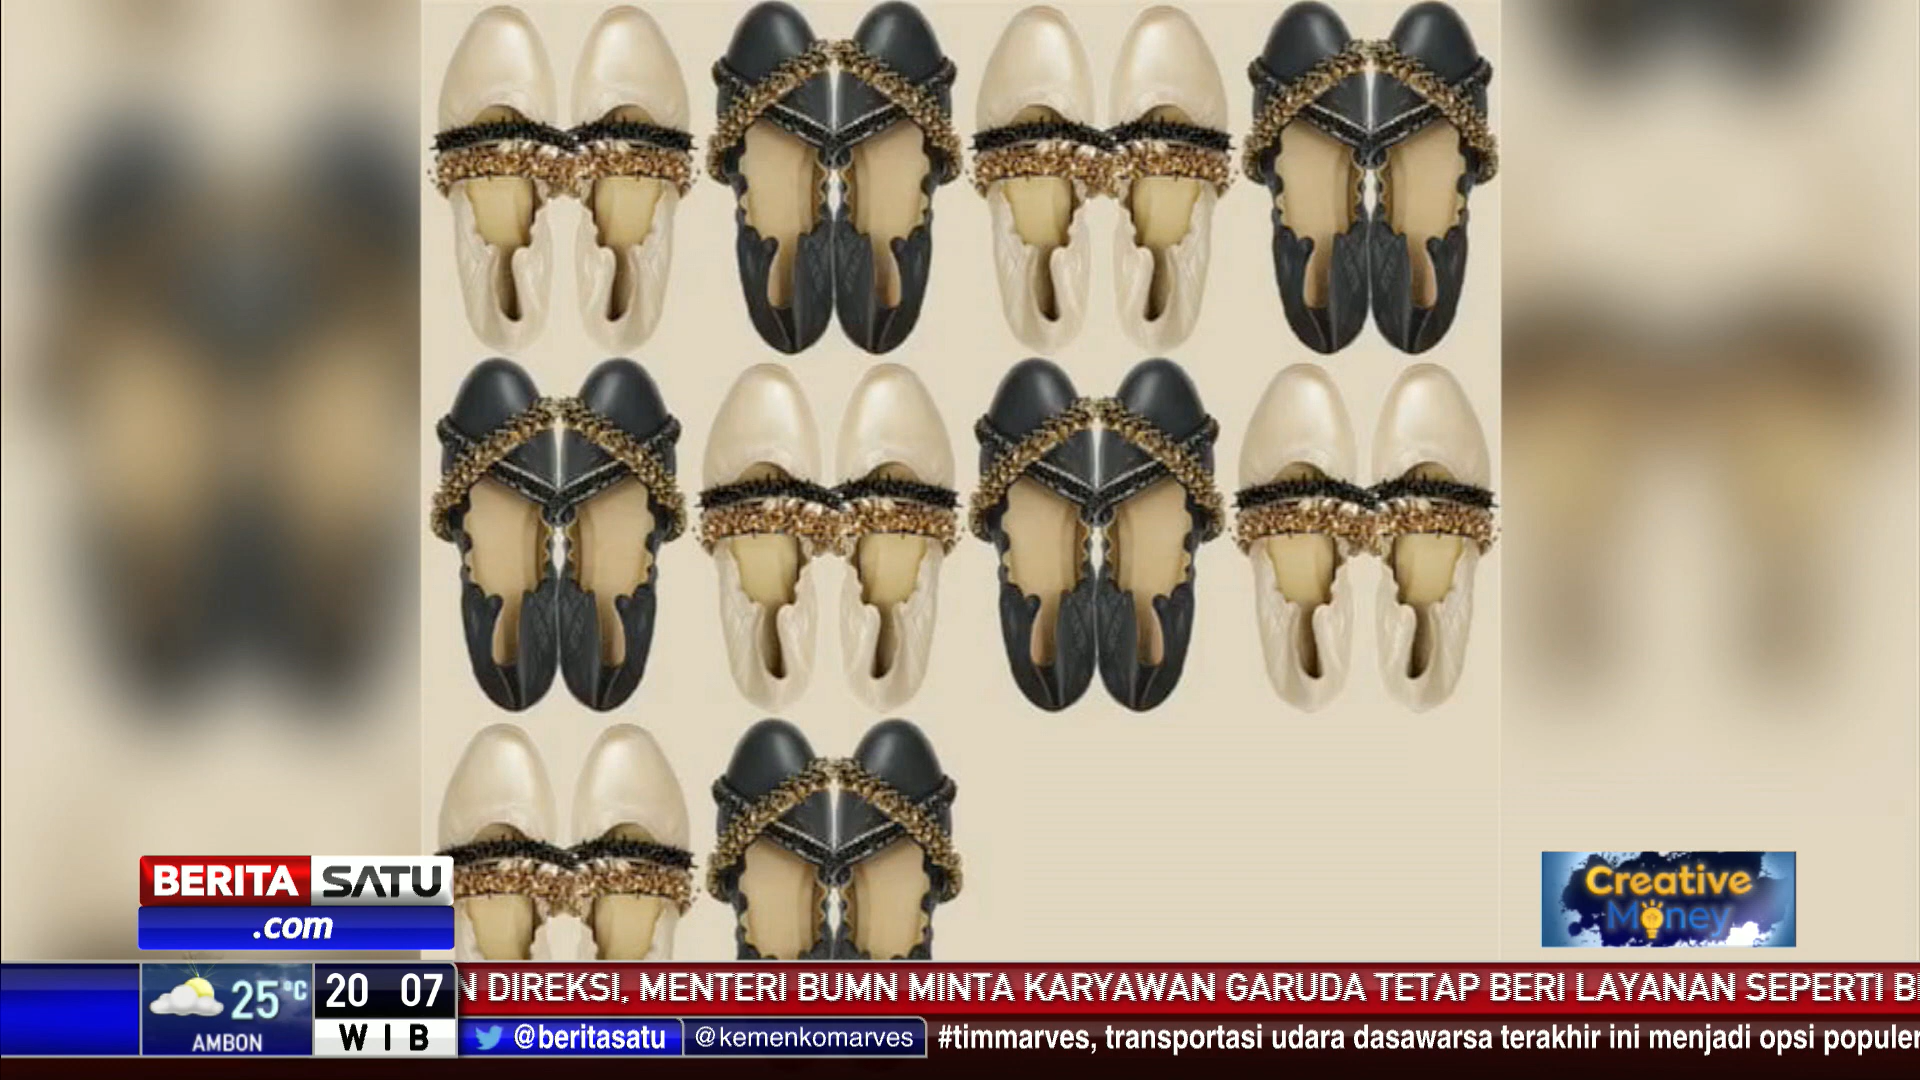 BERITA SATU
.com
Creative
Money
25°C
AMBON
20 07
WIB
DIREKSI, MENTERI BUMN MINTA KARYAWAN GARUDA TETAP BERI LAYANAN SEPERTI
@beritasatu
@kemenkomarves
#timmarves, transportasi udara dasawarsa terakhir ini menjadi opsi populer